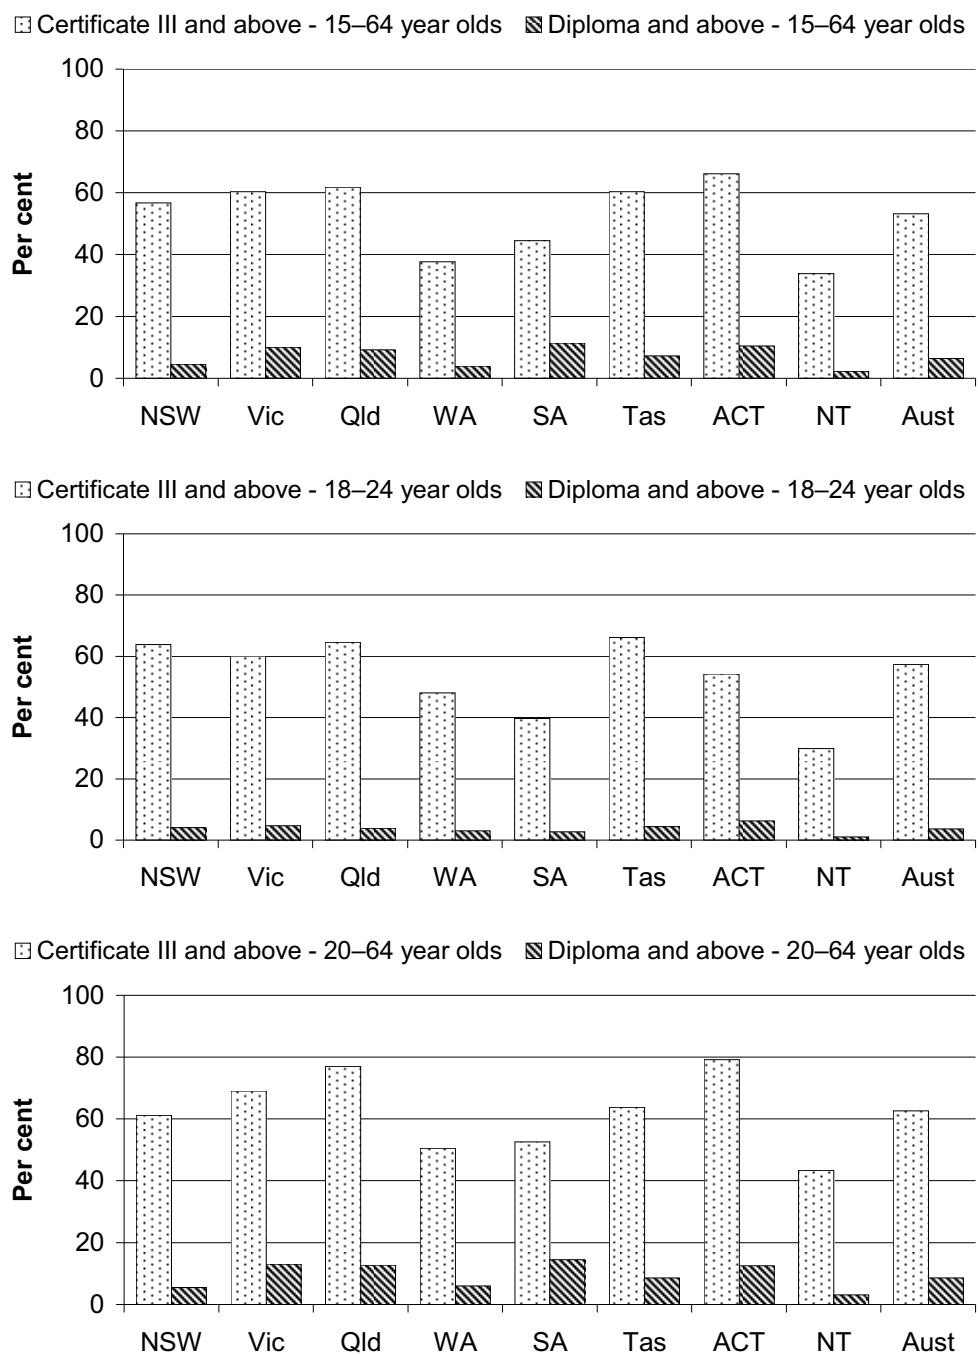 Certificate III and above - 15–64 year olds Diploma and above - 15–64 year olds
100
80
60
40
20
0
Per cent
NSW Vic Qld WA SA Tas ACT NT Aust
Certificate III and above - 18–24 year olds Diploma and above - 18–24 year olds
100
80
60
40
20
0
Per cent
NSW Vic Qld WA SA Tas ACT NT Aust
Certificate III and above - 20–64 year olds Diploma and above - 20–64 year olds
100
80
60
40
20
0
Per cent
NSW Vic Qld WA SA Tas ACT NT Aust